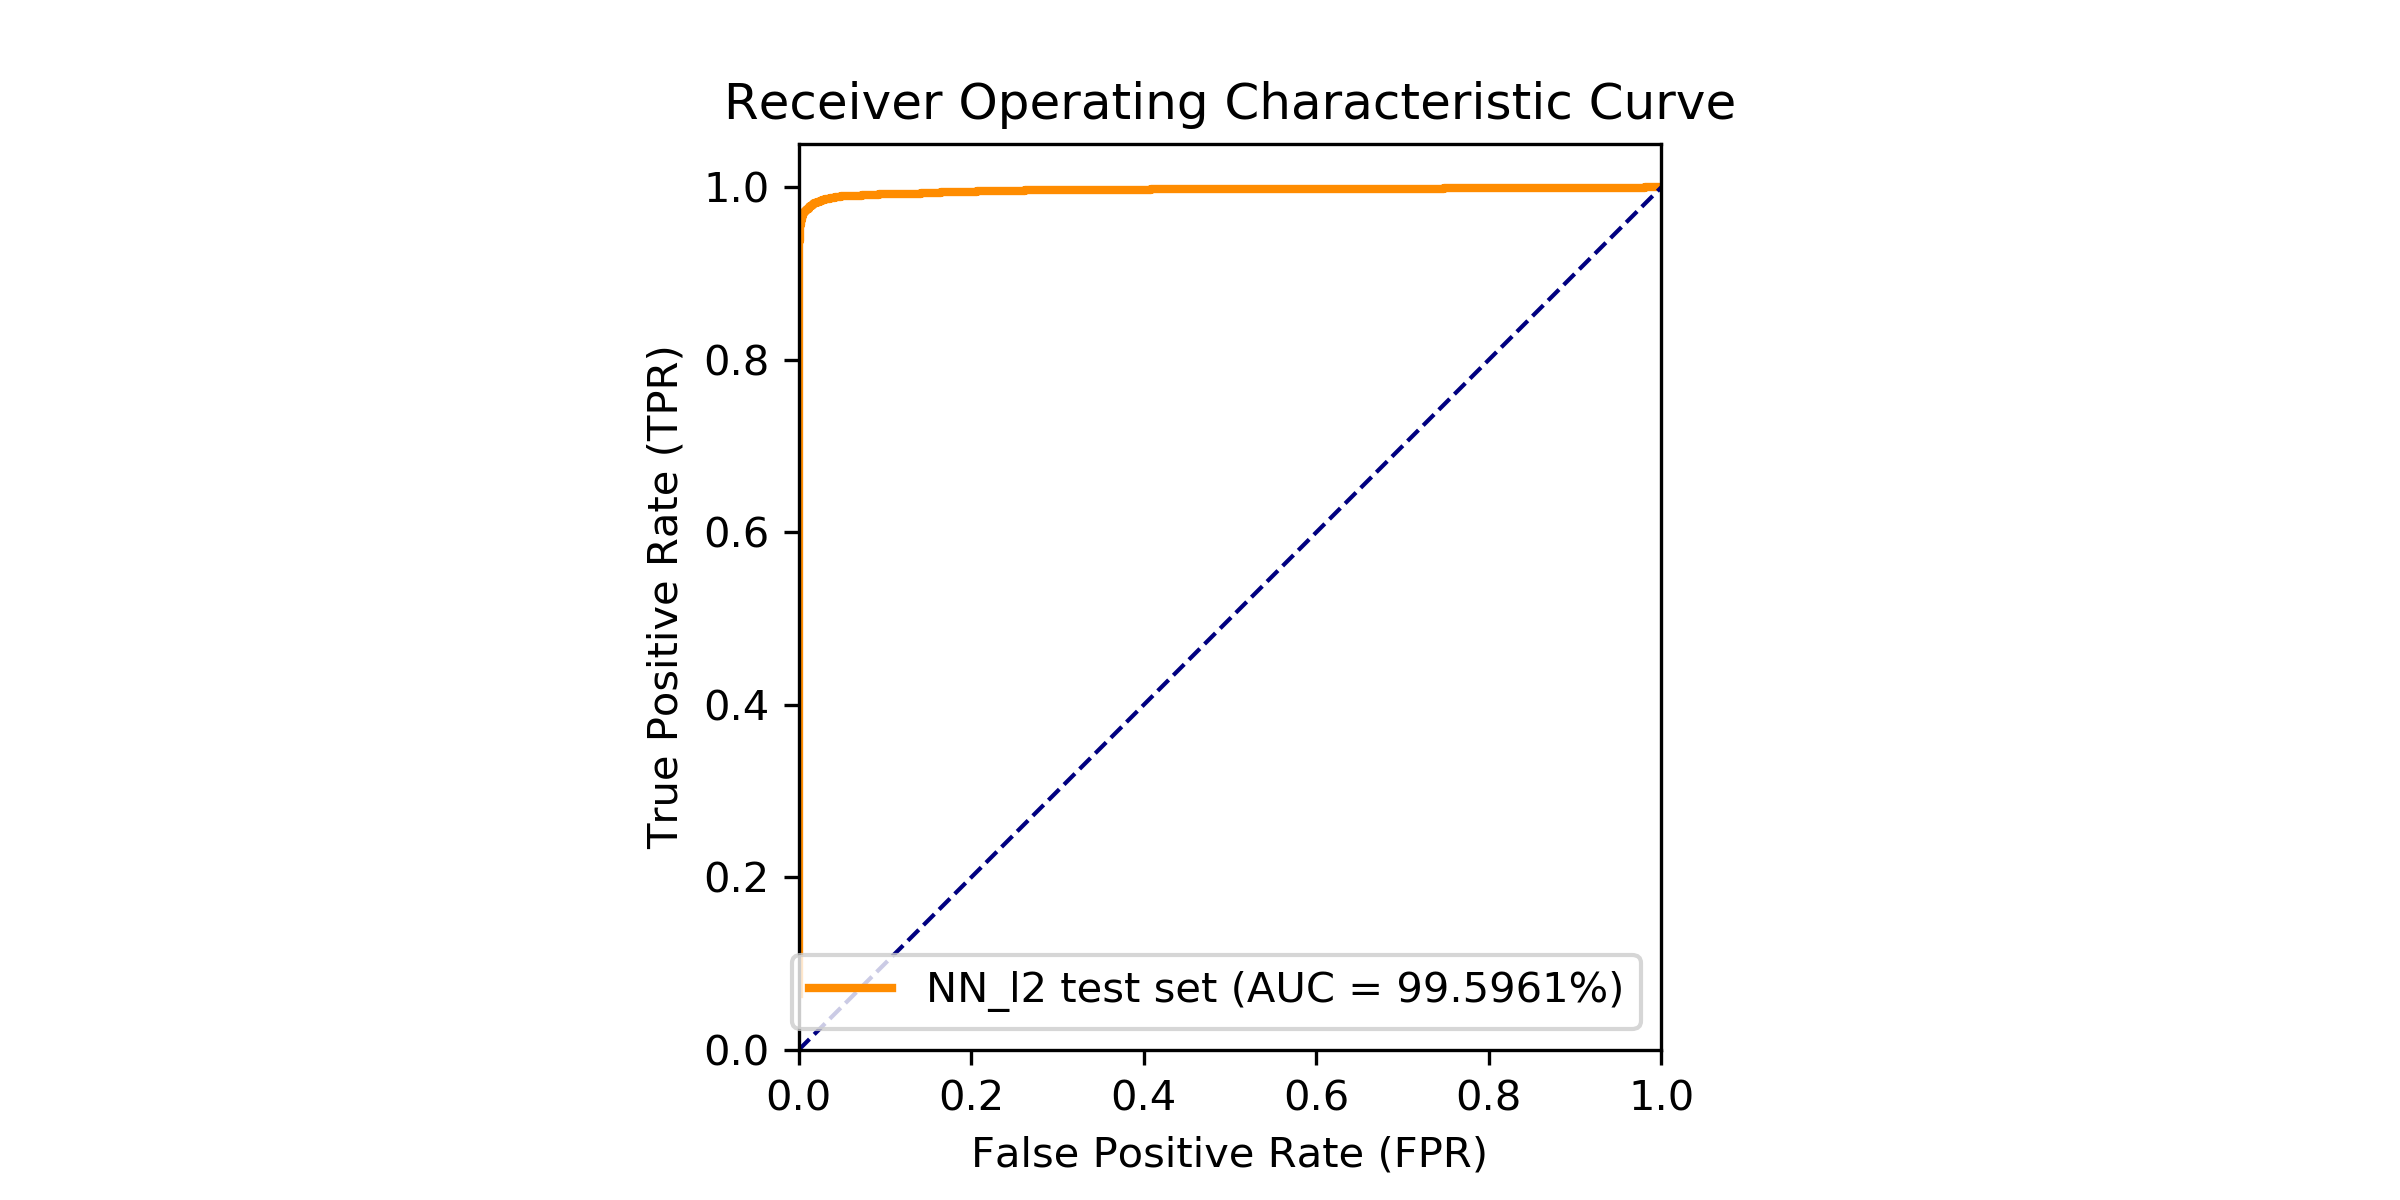 Receiver Operating Characteristic Curve
True Positive Rate (TPR)
1.0
0.8
0.6
0.4
0.2
0.0
NN_l2 test set (AUC = 99.5961%)
0.0 0.2 0.4 0.6 0.8 1.0
False Positive Rate (FPR)